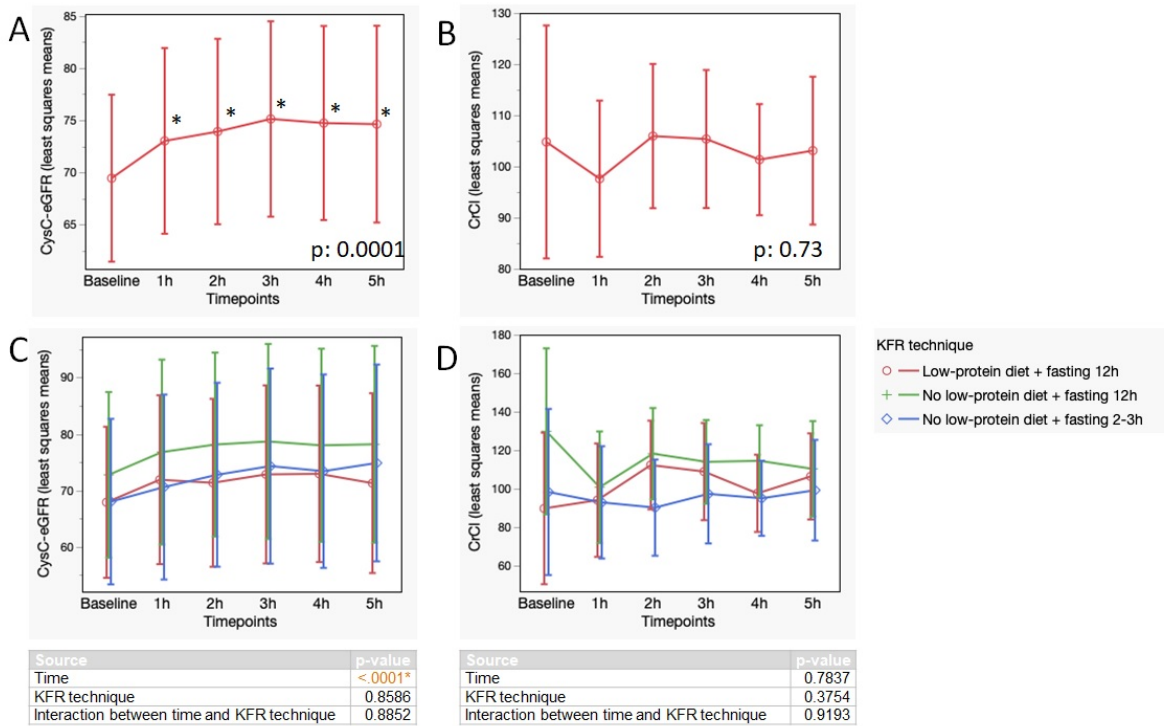 A
CysC-eGFR (least squares means)
85
80
75
70
65
*
*
*
*
*
p: 0.0001
Baseline 1h 2h 3h 4h 5h
Timepoints
B
CrCl (least squares means)
130
120
110
100
90
80
p: 0.73
Baseline 1h 2h 3h 4h 5h
Timepoints
C
CysC-eGFR (least squares means)
90
80
70
60
Baseline 1h 2h 3h 4h 5h
Timepoints
D
CrCl (least squares means)
180
160
140
120
100
80
60
Baseline 1h 2h 3h 4h 5h
Timepoints
KFR technique
Low-protein diet + fasting 12h
No low-protein diet + fasting 12h
No low-protein diet + fasting 2-3h
Source p-value
Time <.0001*
KFR technique 0.8586
Interaction between time and KFR technique 0.8852
Source p-value
Time 0.7837
KFR technique 0.3754
Interaction between time and KFR technique 0.9193